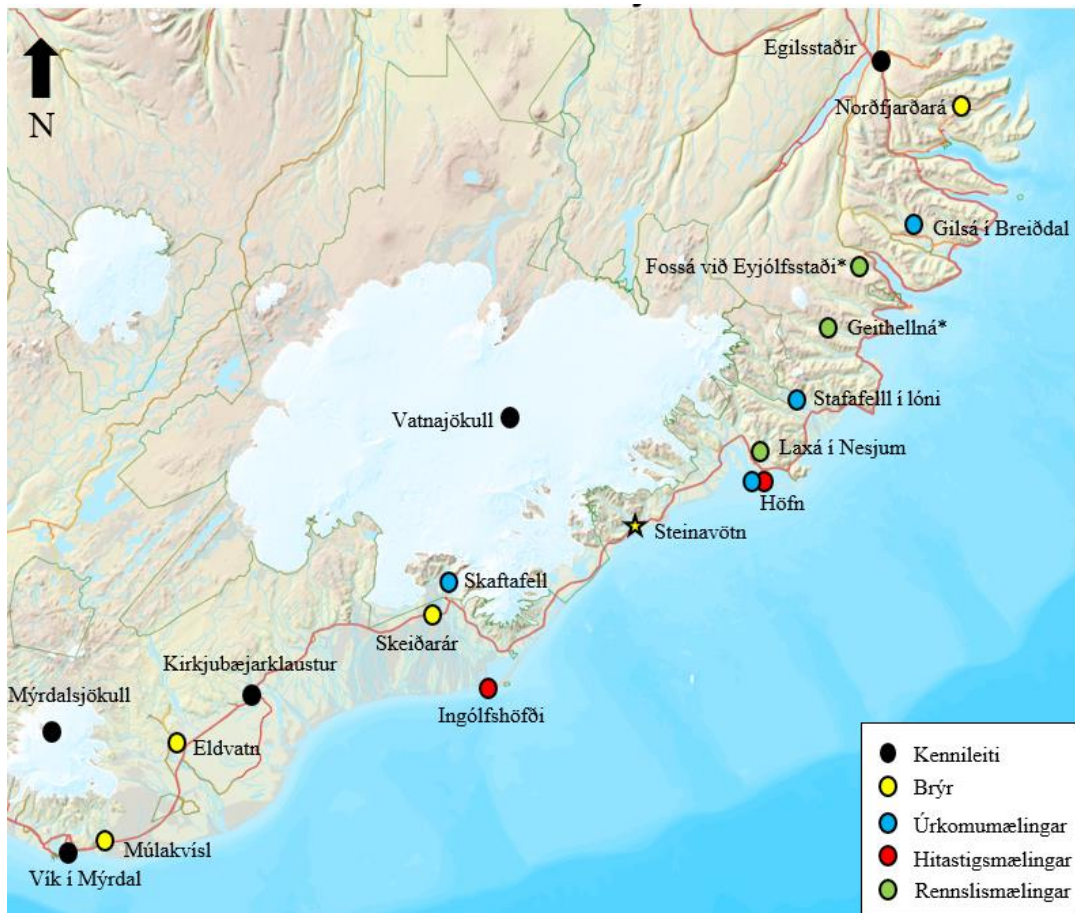 Egilsstaðir
Norðfjarðará
N
Gilsá í Breiðdal
Fossá við Eyjólfsstaði*
Geithellná*
Stafafelll í lóni
Vatnajökull
Laxá í Nesjum
Höfn
Steinavötn
Skaftafell
Skeiðarár
Kirkjubæjarklaustur
Mýrdalsjökull
Ingólfshöfði
Eldvatn
Múlakvísl
Vík í Mýrdal
Kennileiti
Brýr
Úrkomumælingar
Hitastigsmælingar
Rennslismælingar